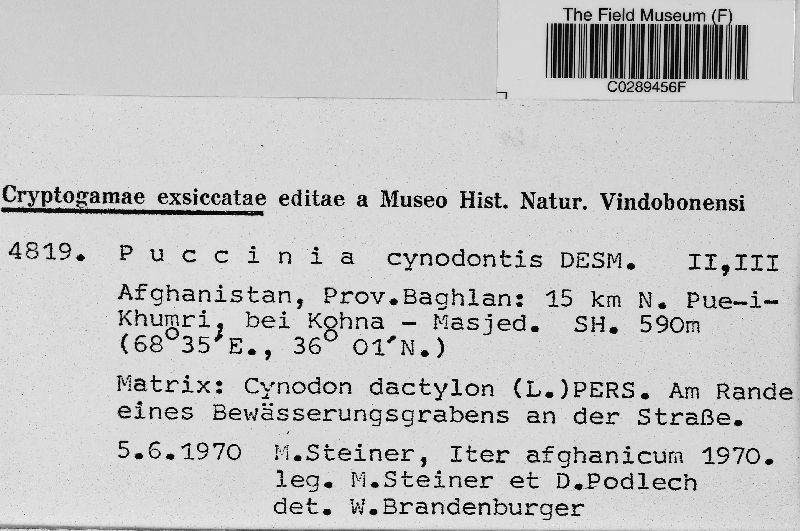 The Field Museum (F)
C0289456F
Cryptogamae exsiccatae editae a Museo Hist. Natur. Vindobonensi
4819. Puccinia cynodontis DESM. II,III
Afghanistan, Prov.Baghlan: 15 km N. Pue-i-
Khumri, bei Kohna - Masjed. SH. 590m
(68°35´E., 36° 01´N.)
Matrix: Cynodon dactylon (L.)PERS. Am Rande
eines Bewässerungsgrabens an der Straße.
5.6.1970 M.Steiner, Iter afghanicum 1970.
leg. M.Steiner et D.Podlech
det. W.Brandenburger